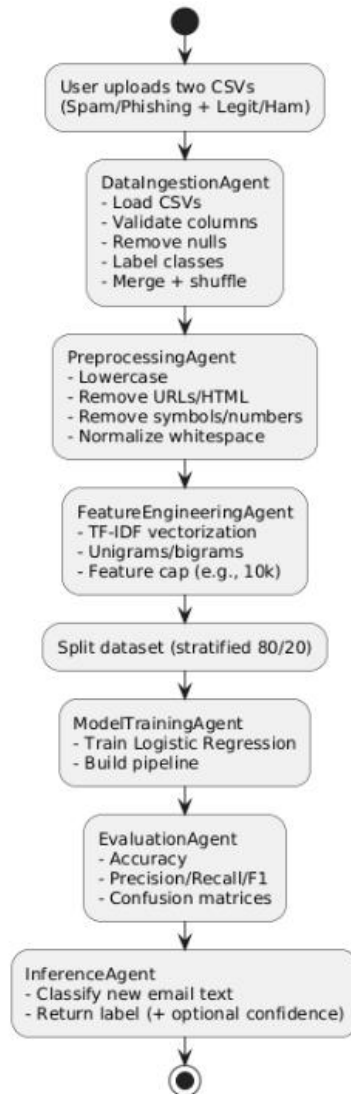 User uploads two CSVs
(Spam/Phishing + Legit/Ham)
DataIngestionAgent
- Load CSVs
- Validate columns
- Remove nulls
- Label classes
- Merge + shuffle
PreprocessingAgent
- Lowercase
- Remove URLs/HTML
- Remove symbols/numbers
- Normalize whitespace
FeatureEngineeringAgent
- TF-IDF vectorization
- Unigrams/bigrams
- Feature cap (e.g., 10k)
Split dataset (stratified 80/20)
ModelTrainingAgent
- Train Logistic Regression
- Build pipeline
EvaluationAgent
- Accuracy
- Precision/Recall/F1
- Confusion matrices
InferenceAgent
- Classify new email text
- Return label (+ optional confidence)